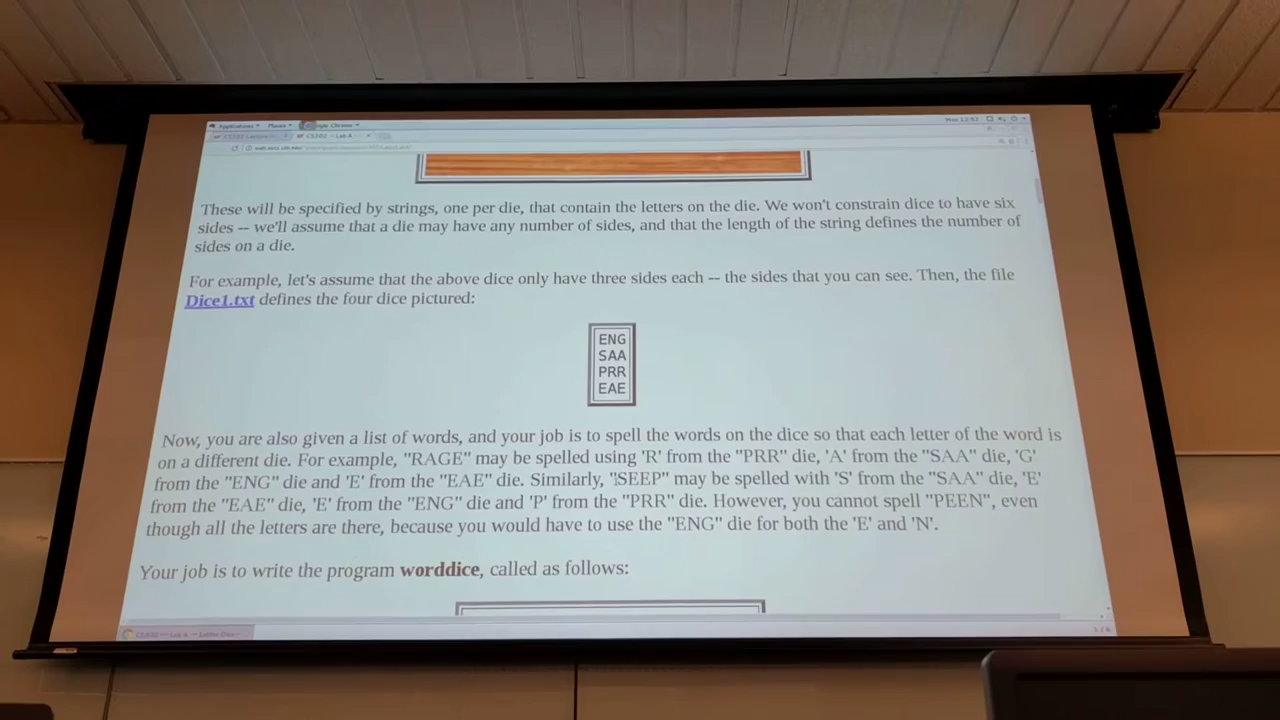 Applications Places Google Chrome Mon 12:52
CS302 Lab A
These will be specified by strings, one per die, that contain the letters on the die. We won't constrain dice to have six
sides -- we'll assume that a die may have any number of sides, and that the length of the string defines the number of
sides on a die.
For example, let's assume that the above dice only have three sides each -- the sides that you can see. Then, the file
Dice1.txt defines the four dice pictured:
ENG
SAA
PRR
EAE
Now, you are also given a list of words, and your job is to spell the words on the dice so that each letter of the word is
on a different die. For example, "RAGE" may be spelled using 'R' from the "PRR" die, 'A' from the "SAA" die, 'G'
from the "ENG" die and 'E' from the "EAE" die. Similarly, "SEEP" may be spelled with 'S' from the "SAA" die, 'E'
from the "EAE" die, 'E' from the "ENG" die and 'P' from the "PRR" die. However, you cannot spell "PEEN", even
though all the letters are there, because you would have to use the "ENG" die for both the 'E' and 'N'.
Your job is to write the program worddice, called as follows: